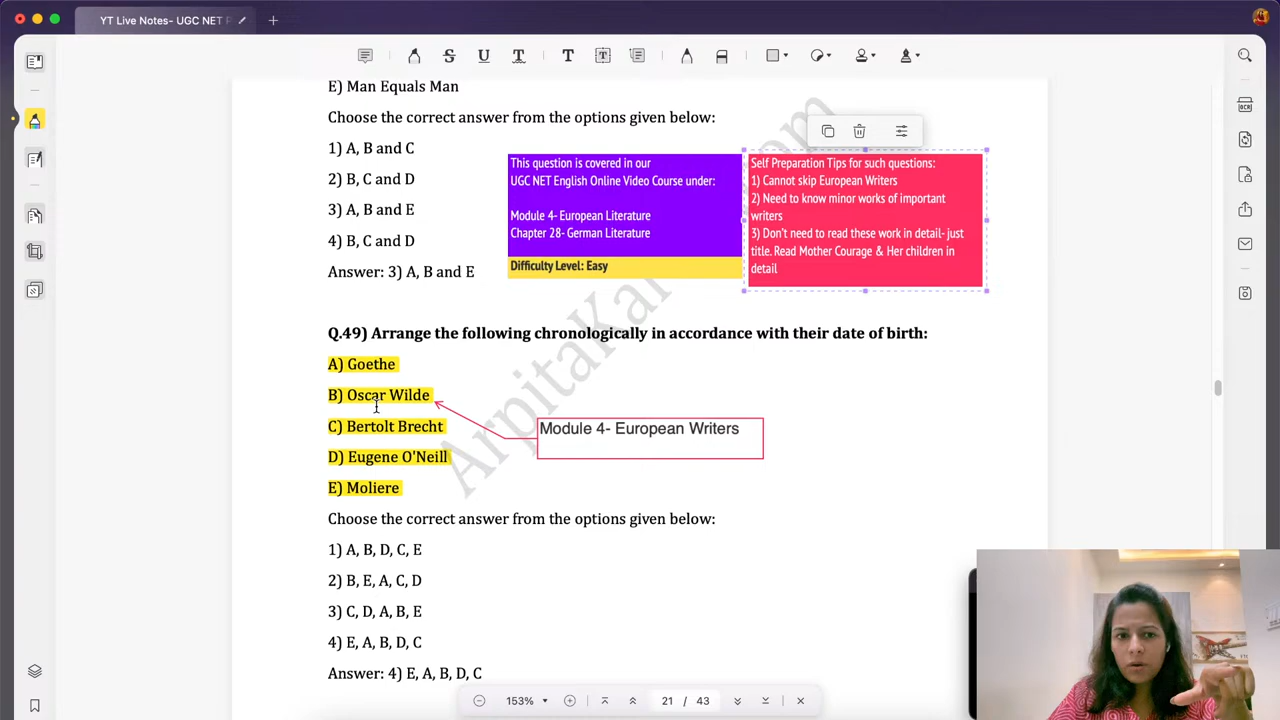 YT Live Notes- UGC NET P
E) Man Equals Man
Choose the correct answer from the options given below:
1) A, B and C
2) B, C and D
3) A, B and E
4) B, C and D
Answer: 3) A, B and E
This question is covered in our
UGC NET English Online Video Course under:
Module 4- European Literature
Chapter 28- German Literature
Difficulty Level: Easy
Self Preparation Tips for such questions:
1) Cannot skip European Writers
2) Need to know minor works of important
writers
3) Don't need to read these work in detail- just
title. Read Mother Courage & Her children in
detail
Q.49) Arrange the following chronologically in accordance with their date of birth:
A) Goethe
B) Oscar Wilde
C) Bertolt Brecht
D) Eugene O'Neill
E) Moliere
Module 4- European Writers
Choose the correct answer from the options given below:
1) A, B, D, C, E
2) B, E, A, C, D
3) C, D, A, B, E
4) E, A, B, D, C
Answer: 4) E, A, B, D, C
153%
21 / 43